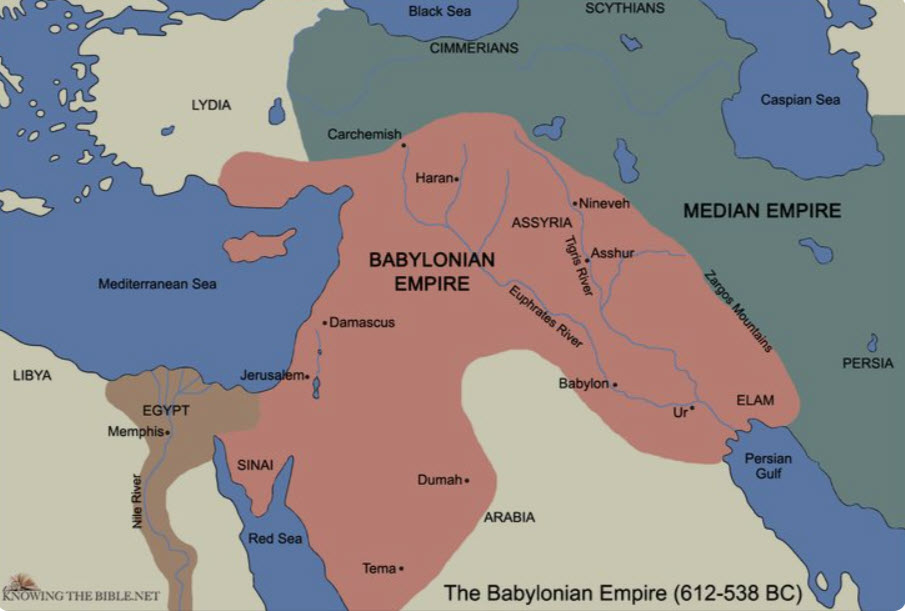 Black Sea
SCYTHIANS
CIMMERIANS
LYDIA
Caspian Sea
Carchemish
Haran
Nineveh
MEDIAN EMPIRE
ASSYRIA
Asshur
Tigris River
BABYLONIAN
EMPIRE
Mediterranean Sea
Zargos Mountains
Euphrates River
Damascus
PERSIA
LIBYA
Jerusalem
Babylon
ELAM
EGYPT
Ur
Memphis
SINAI
Persian
Gulf
Dumah
Nile River
ARABIA
Red Sea
Tema
KNOWING THE BIBLE.NET
The Babylonian Empire (612-538 BC)